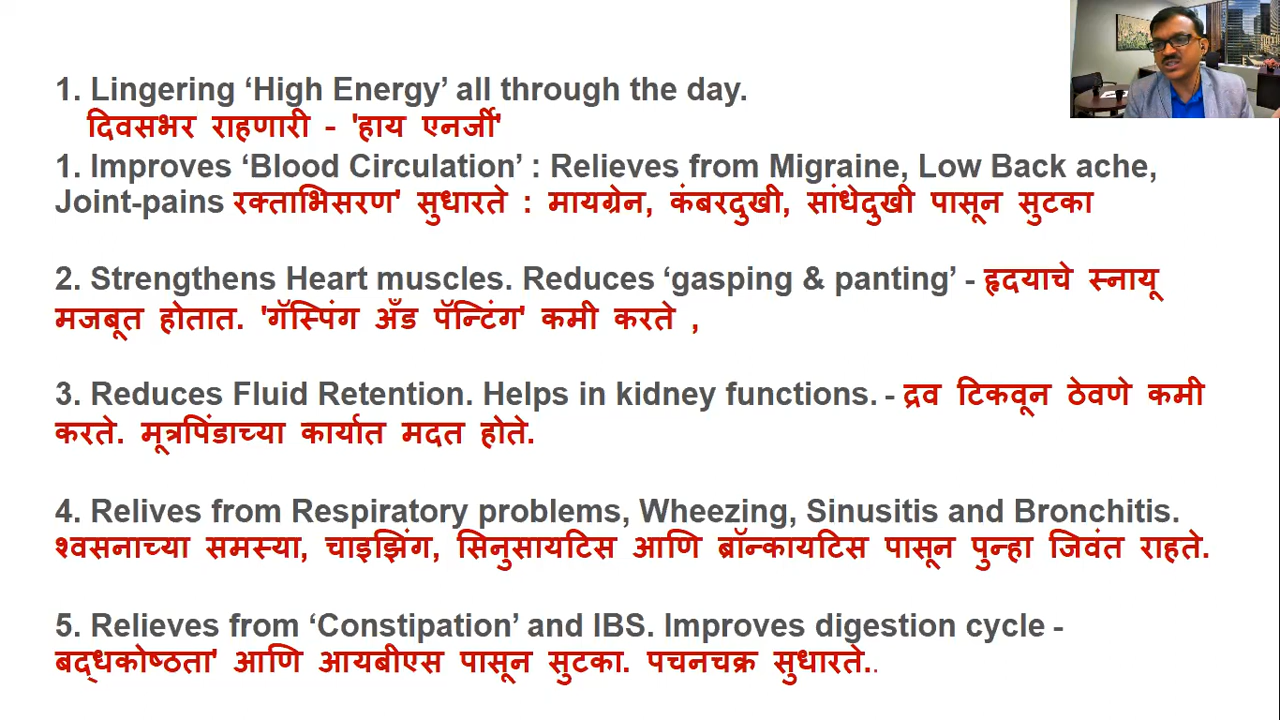 1. Lingering ‘High Energy’ all through the day.
दिवसभर राहणारी - 'हाय एनर्जी'
1. Improves ‘Blood Circulation’ : Relieves from Migraine, Low Back ache,
Joint-pains रक्ताभिसरण' सुधारते : मायग्रेन, कंबरदुखी, सांधेदुखी पासून सुटका
2. Strengthens Heart muscles. Reduces ‘gasping & panting’ - हृदयाचे स्नायू
मजबूत होतात. 'गॅस्पिंग अँड पॅन्टिंग' कमी करते ,
3. Reduces Fluid Retention. Helps in kidney functions. - द्रव टिकवून ठेवणे कमी
करते. मूत्रपिंडाच्या कार्यात मदत होते.
4. Relives from Respiratory problems, Wheezing, Sinusitis and Bronchitis.
श्वसनाच्या समस्या, चाइझिंग, सिनुसायटिस आणि ब्रॉन्कायटिस पासून पुन्हा जिवंत राहते.
5. Relieves from ‘Constipation’ and IBS. Improves digestion cycle -
बद्धकोष्ठता' आणि आयबीएस पासून सुटका. पचनचक्र सुधारते..